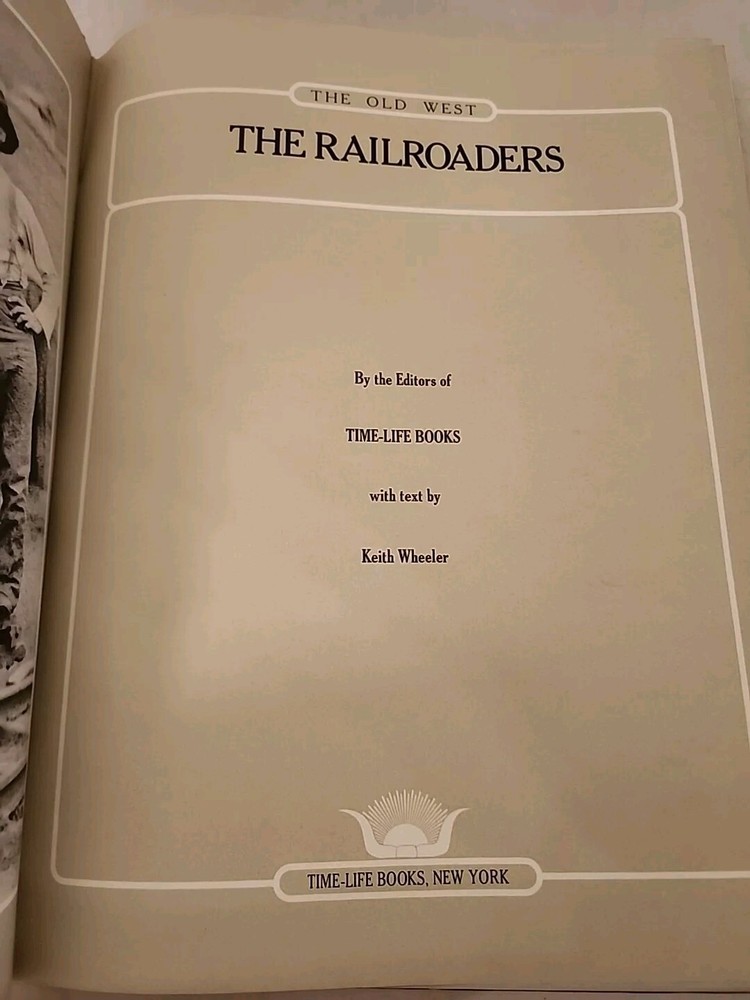 THE OLD WEST
THE RAILROADERS
By the Editors of
TIME-LIFE BOOKS
with text by
Keith Wheeler
TIME-LIFE BOOKS, NEW YORK